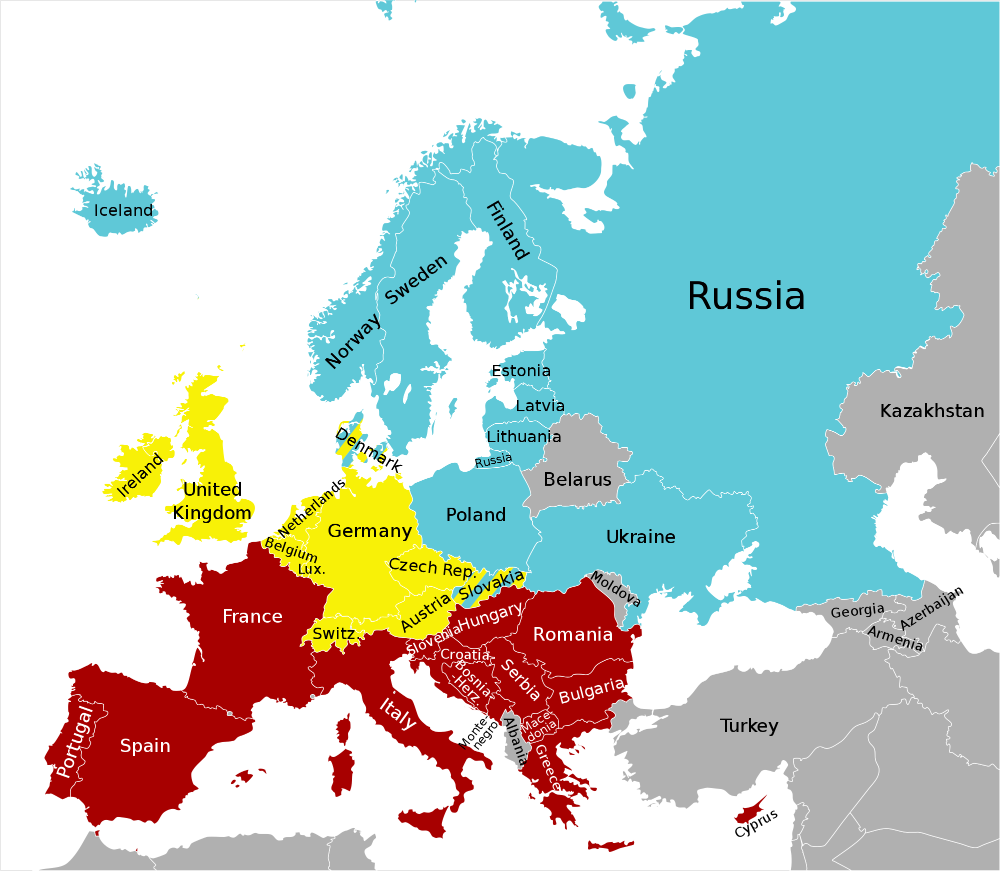 Iceland
Finland
Sweden
Russia
Norway
Estonia
Latvia
Kazakhstan
Lithuania
Denmark
Russia
Ireland
United
Kingdom
Belarus
Netherlands
Poland
Germany
Ukraine
Belgium
Lux.
Czech Rep.
Slovakia
Moldova
Austria
France
Hungary
Georgia
Azerbaijan
Switz.
Romania
Slovenia
Armenia
Croatia
Bosnia-
-Herz.
Serbia
Bulgaria
Italy
Portugal
Spain
Monte-
negro
Albania
Mace-
donia
Turkey
Greece
Cyprus